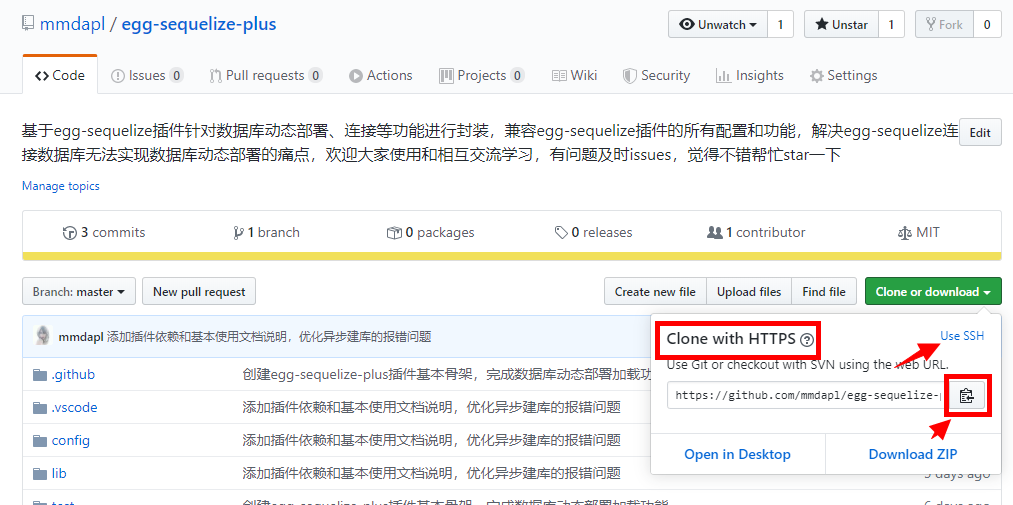 mmdapl / egg-sequelize-plus
Unwatch 1 Unstar 1 Fork 0
Code Issues 0 Pull requests 0 Actions Projects 0 Wiki Security Insights Settings
基于egg-sequelize插件针对数据库动态部署、连接等功能进行封装，兼容egg-sequelize插件的所有配置和功能，解决egg-sequelize连
接数据库无法实现数据库动态部署的痛点，欢迎大家使用和相互交流学习，有问题及时issues，觉得不错帮忙star一下
Edit
Manage topics
3 commits 1 branch 0 packages 0 releases 1 contributor MIT
Branch: master New pull request Create new file Upload files Find file Clone or download
mmdapl 添加插件依赖和基本使用文档说明，优化异步建库的报错问题
Clone with HTTPS Use SSH
Use Git or checkout with SVN using the web URL.
.github 创建egg-sequelize-plus插件基本骨架，完成数据库动态部署加载功
https://github.com/mmdapl/egg-sequelize-
.vscode 添加插件依赖和基本使用文档说明，优化异步建库的报错问题
config 添加插件依赖和基本使用文档说明，优化异步建库的报错问题
Open in Desktop Download ZIP
lib 添加插件依赖和基本使用文档说明，优化异步建库的报错问题
5 days ago
test 创建egg-sequelize-plus插件基本骨架，完成数据库动态部署加载功能
6 days ago